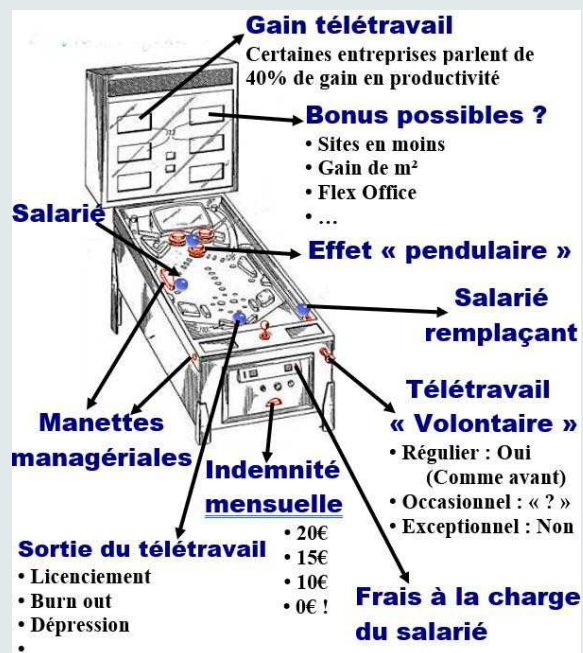 Gain télétravail
Certaines entreprises parlent de
40% de gain en productivité
Bonus possibles ?
• Sites en moins
• Gain de m²
• Flex Office
• ...
Salarié
Effet « pendulaire »
Salarié
remplaçant
Manettes
managériales
Télétravail
« Volontaire »
• Régulier : Oui
(Comme avant)
• Occasionnel : « ? »
• Exceptionnel : Non
Indemnité
mensuelle
• 20€
• 15€
• 10€
• 0€ !
Sortie du télétravail
• Licenciement
• Burn out
• Dépression
•
Frais à la charge
du salarié